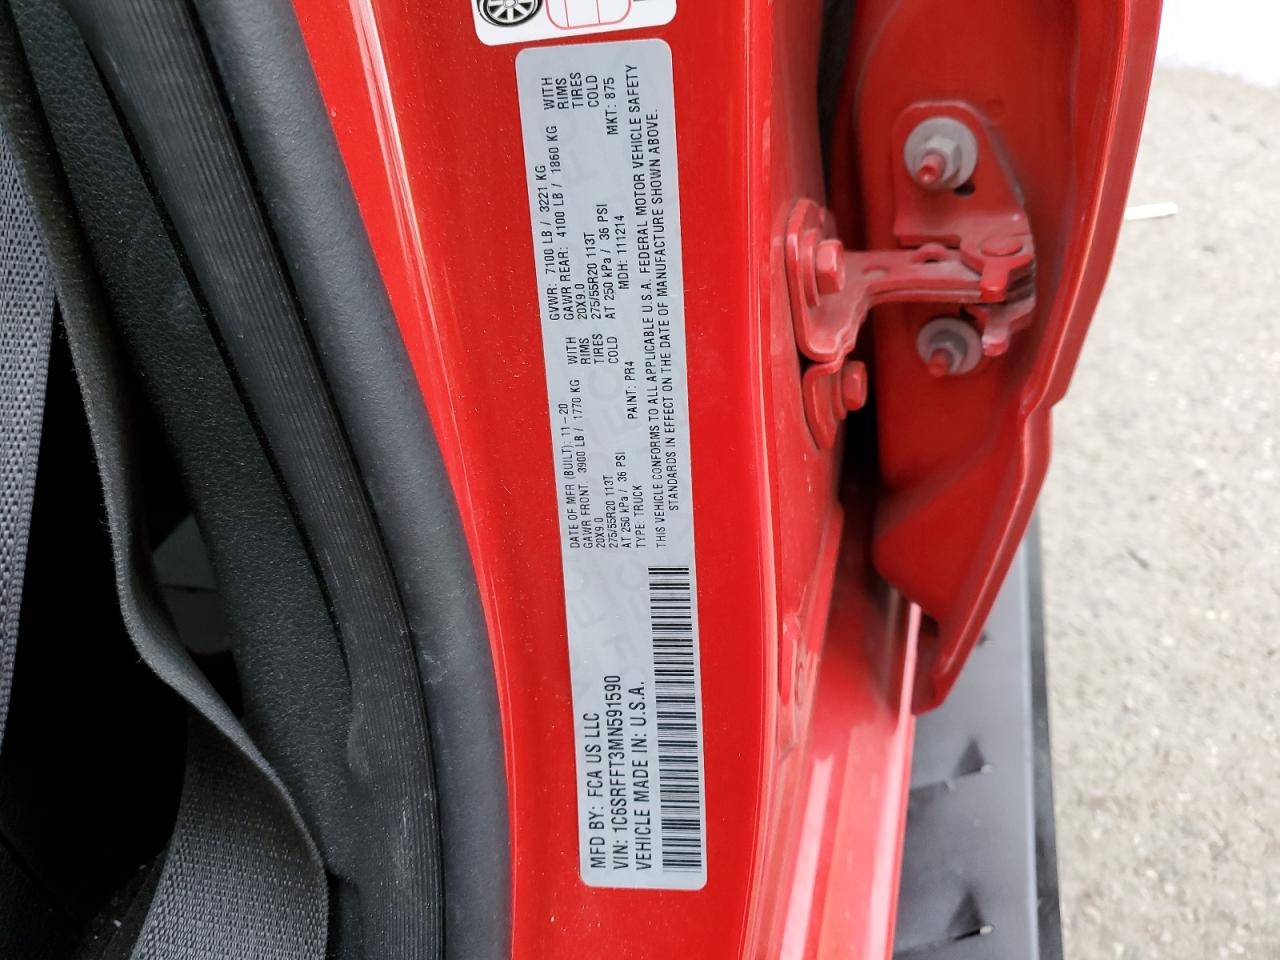 MFD BY: FCA US LLC
DATE OF MFR (BUILT): 11-20
GVWR: 7100 LB / 3221 KG
VIN: 1C6SRFFT3MN591590
GAWR FRONT: 3900 LB / 1770 KG WITH
GAWR REAR: 4100 LB / 1860 KG WITH
VEHICLE MADE IN: U.S.A.
20X9.0 RIMS
20X9.0 RIMS
275/55R20 113T TIRES
275/55R20 113T TIRES
AT 250 kPa / 36 PSI COLD
AT 250 kPa / 36 PSI COLD
TYPE: TRUCK PAINT: PR4 MDH: 111214 MKT: 875
THIS VEHICLE CONFORMS TO ALL APPLICABLE U.S.A. FEDERAL MOTOR VEHICLE SAFETY
STANDARDS IN EFFECT ON THE DATE OF MANUFACTURE SHOWN ABOVE.